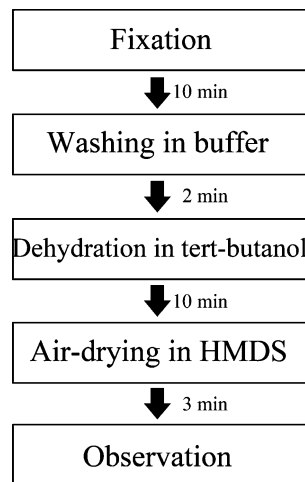 Fixation
10 min
Washing in buffer
2 min
Dehydration in tert-butanol
10 min
Air-drying in HMDS
3 min
Observation